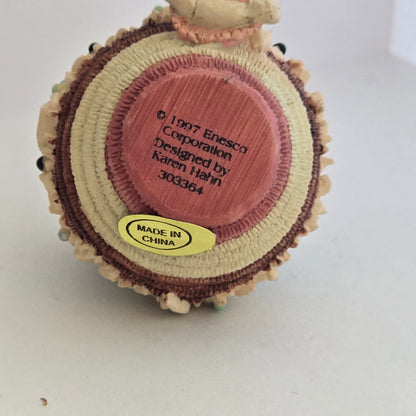 © 1997 Enesco
Corporation
Designed by
Karen Hahn
303364
MADE IN
CHINA